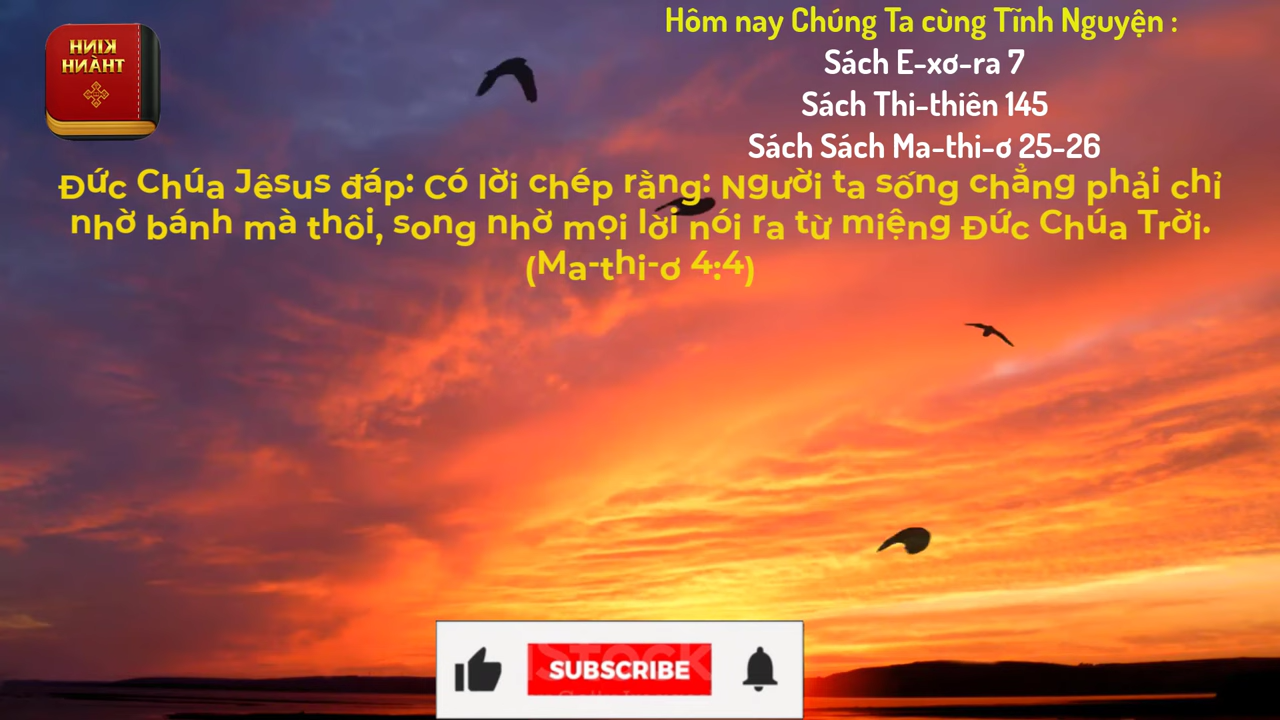 KINH
THÀNH
Hôm nay Chúng Ta cùng Tĩnh Nguyện :
Sách E-xơ-ra 7
Sách Thi-thiên 145
Sách Sách Ma-thi-ơ 25-26
Đức Chúa Jêsus đáp: Có lời chép rằng: Người ta sống chẳng phải chỉ
nhờ bánh mà thôi, song nhờ mọi lời nói ra từ miệng Đức Chúa Trời.
(Ma-thi-ơ 4:4)
SUBSCRIBE